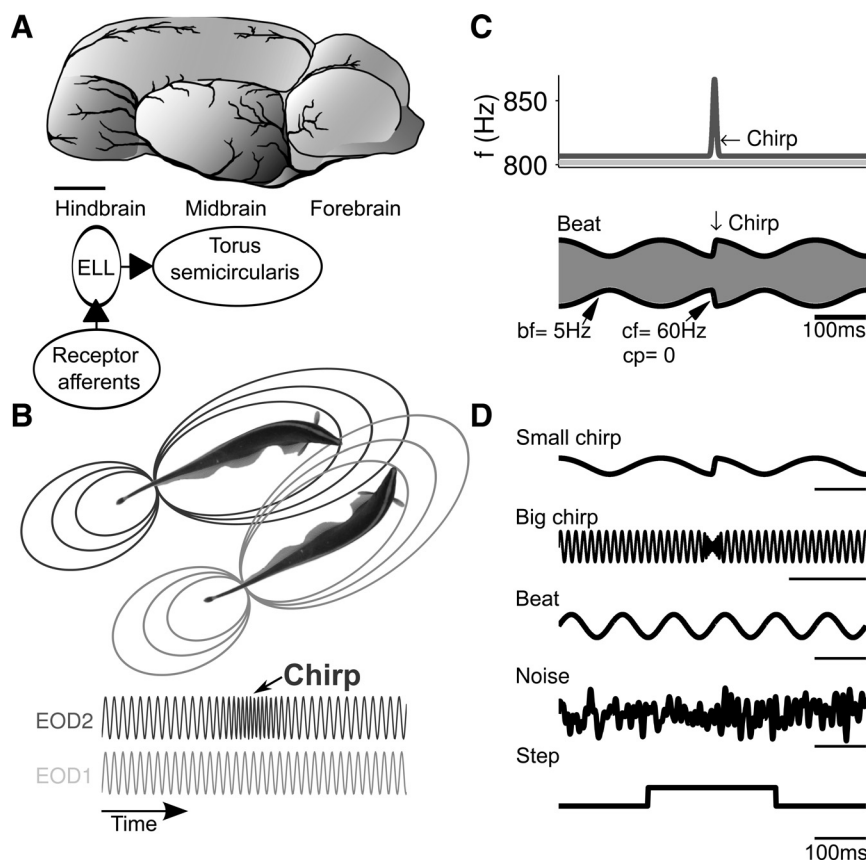 A
Hindbrain Midbrain Forebrain
ELL
Torus
semicircularis
Receptor
afferents
B
Chirp
EOD2
EOD1
Time
C
f (Hz)
850
800
← Chirp
Beat
↓ Chirp
bf= 5Hz
cf= 60Hz
cp= 0
100ms
D
Small chirp
Big chirp
Beat
Noise
Step
100ms